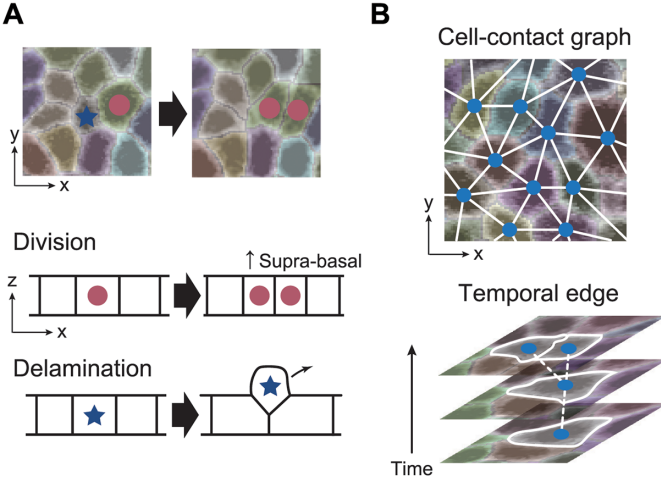 A
y
x
Division
↑ Supra-basal
z
x
Delamination
B
Cell-contact graph
y
x
Temporal edge
Time